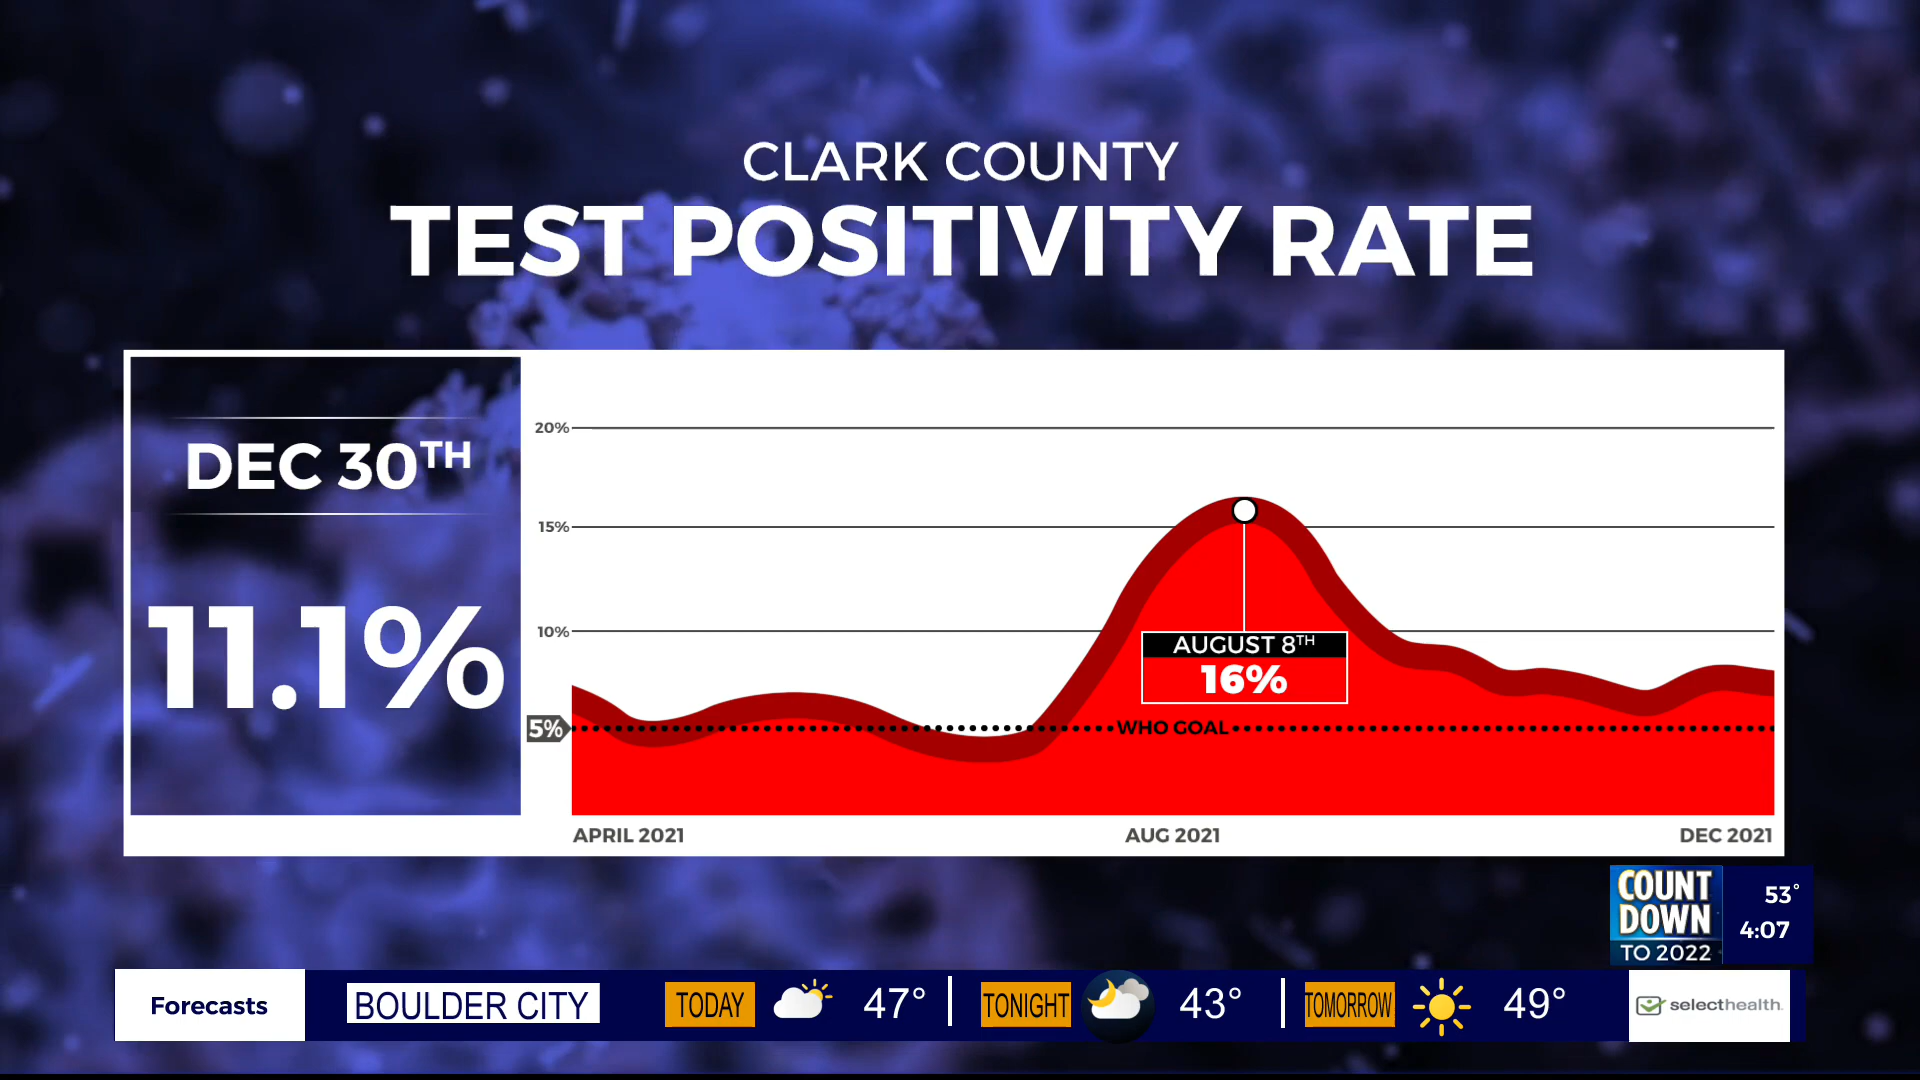 CLARK COUNTY
TEST POSITIVITY RATE
DEC 30TH
11.1%
20%
15%
10%
5%
AUGUST 8TH
16%
WHO GOAL
APRIL 2021
AUG 2021
DEC 2021
COUNT
DOWN
TO 2022
53°
4:07
Forecasts
BOULDER CITY
TODAY
47°
TONIGHT
43°
TOMORROW
49°
selecthealth.